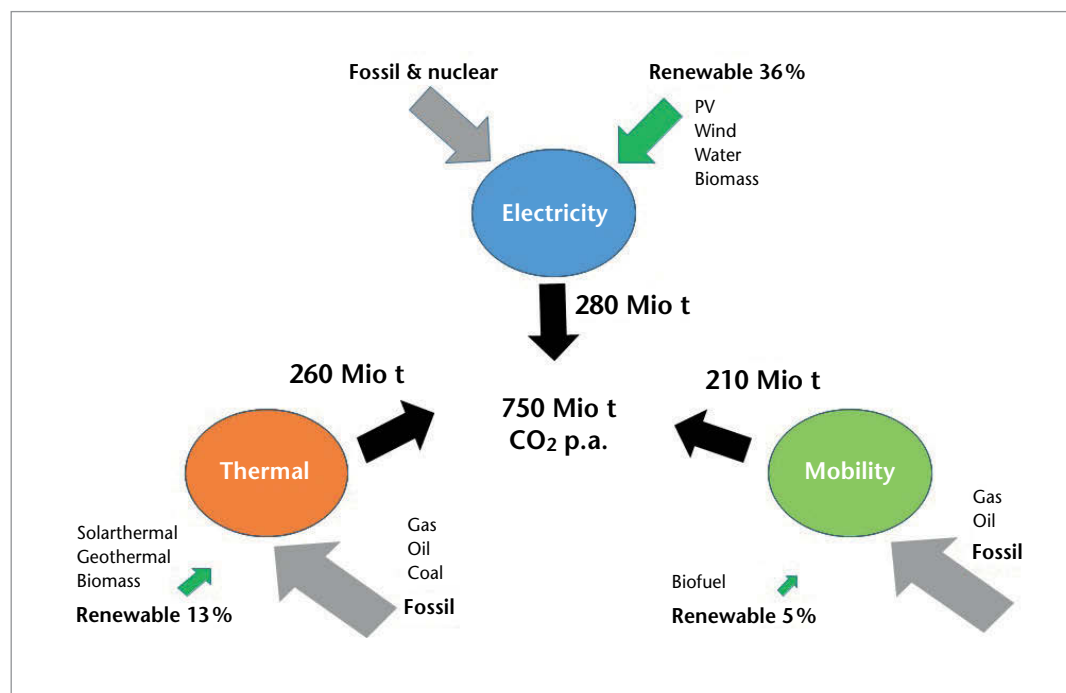 Fossil & nuclear
Renewable 36%
PV
Wind
Water
Biomass
Electricity
280 Mio t
260 Mio t
210 Mio t
750 Mio t
CO₂ p.a.
Thermal
Mobility
Solarthermal
Geothermal
Biomass
Renewable 13%
Gas
Oil
Coal
Fossil
Gas
Oil
Fossil
Biofuel
Renewable 5%